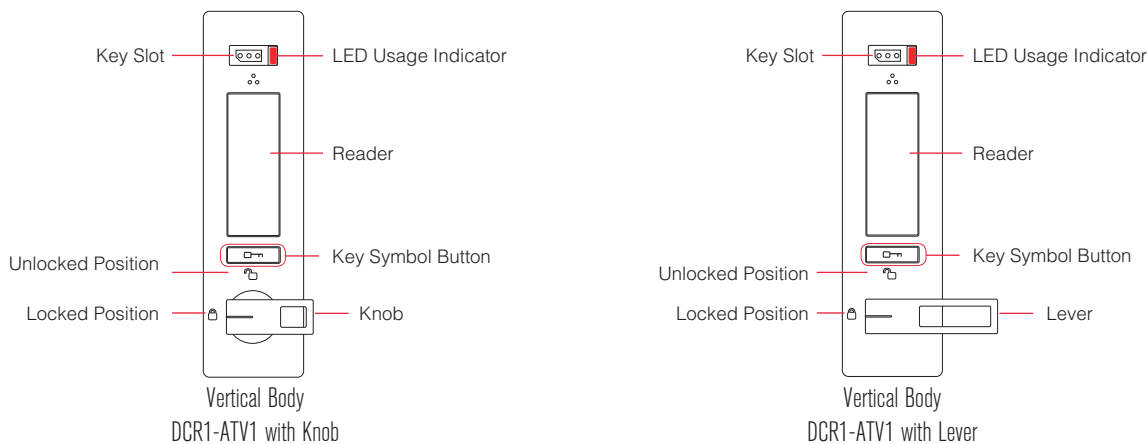 Key Slot
LED Usage Indicator
Reader
Key Symbol Button
Unlocked Position
Locked Position
Knob
Vertical Body
DCR1-ATV1 with Knob
Key Slot
LED Usage Indicator
Reader
Key Symbol Button
Unlocked Position
Locked Position
Lever
Vertical Body
DCR1-ATV1 with Lever